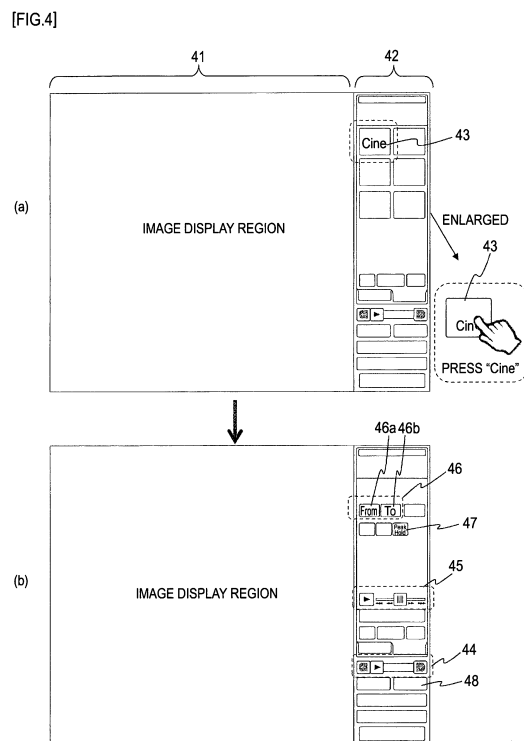 [FIG.4]
41
42
Cine
43
(a)
IMAGE DISPLAY REGION
ENLARGED
43
Cin
PRESS “Cine”
46a 46b
46
From To
Peak
Hold
47
45
(b)
IMAGE DISPLAY REGION
44
48